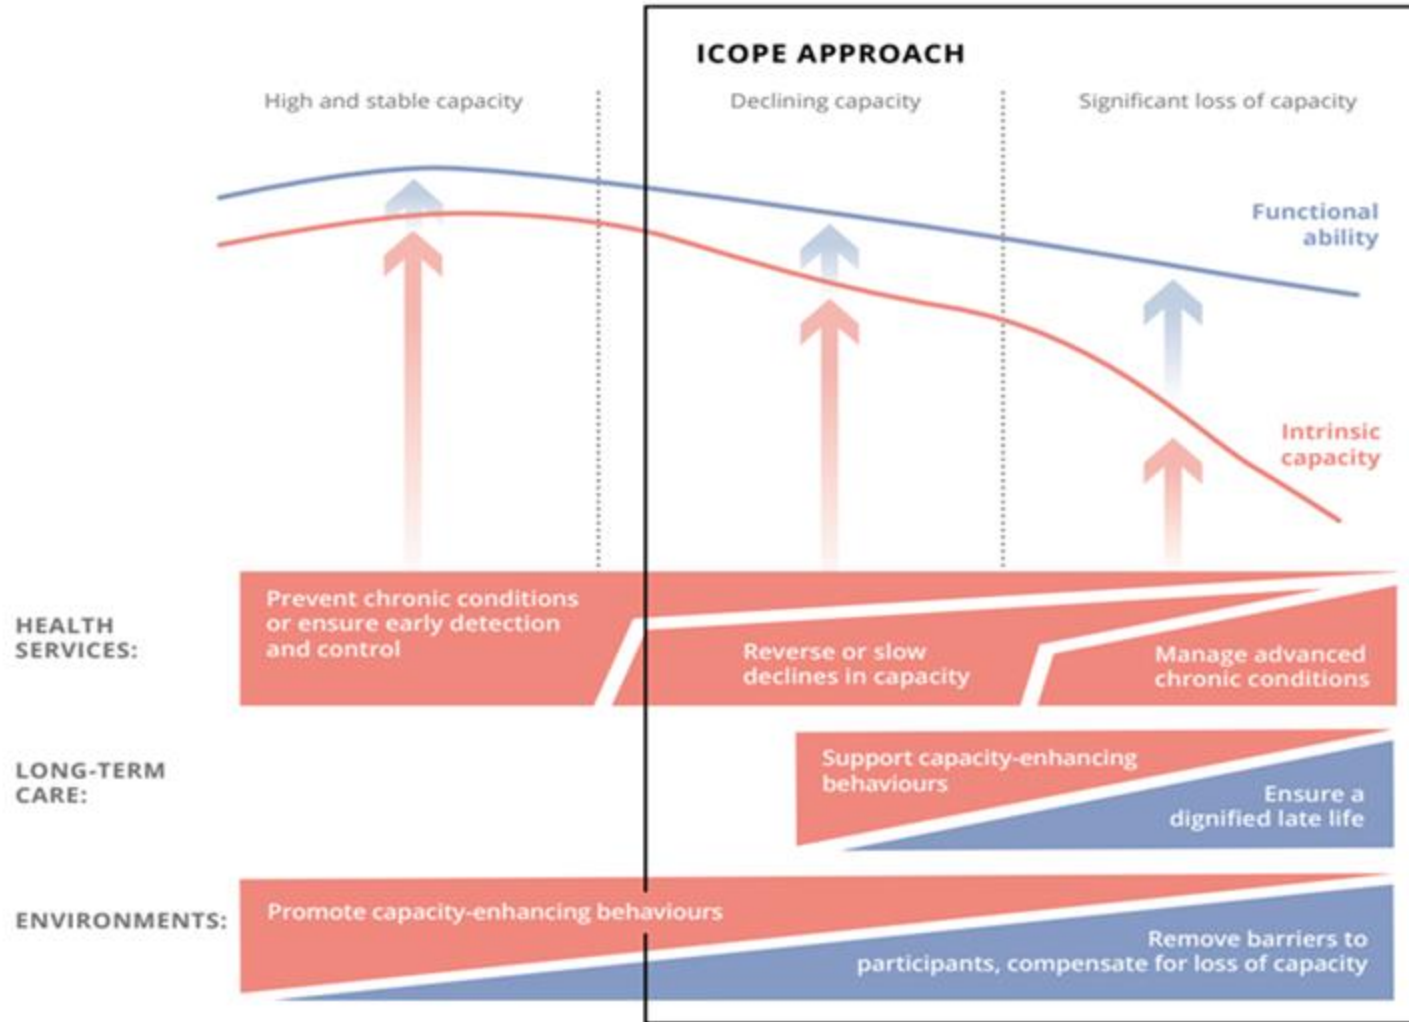 ICOPE APPROACH
High and stable capacity
Declining capacity
Significant loss of capacity
Functional
ability
Intrinsic
capacity
HEALTH
SERVICES:
Prevent chronic conditions
or ensure early detection
and control
Reverse or slow
declines in capacity
Manage advanced
chronic conditions
LONG-TERM
CARE:
Support capacity-enhancing
behaviours
Ensure a
dignified late life
ENVIRONMENTS:
Promote capacity-enhancing behaviours
Remove barriers to
participants, compensate for loss of capacity